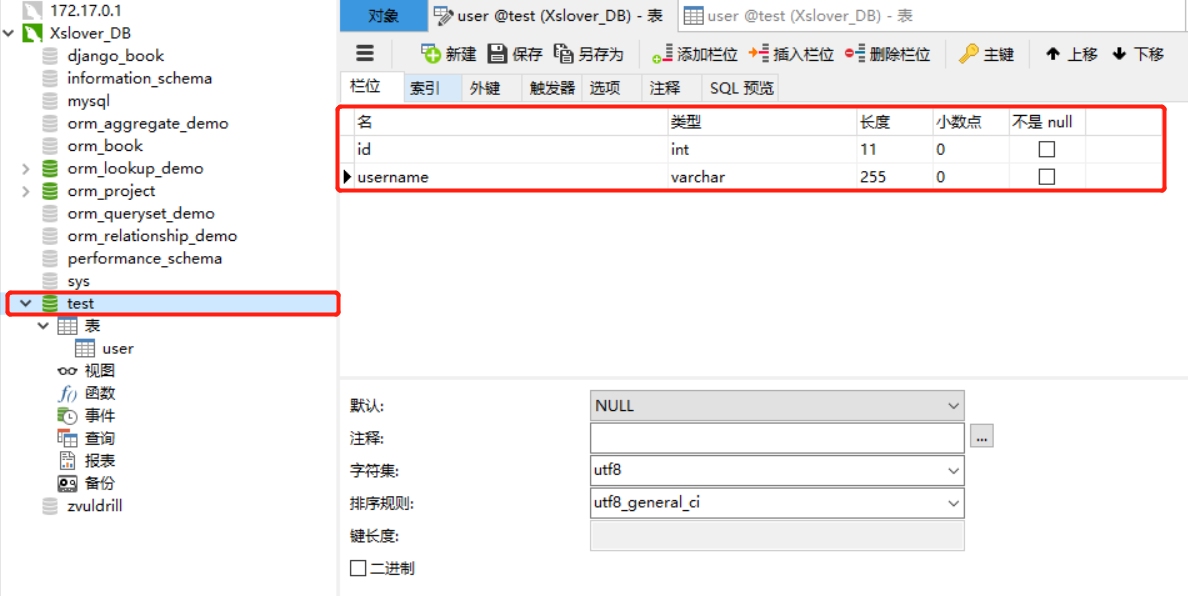 172.17.0.1
Xslover_DB
django_book
information_schema
mysql
orm_aggregate_demo
orm_book
orm_lookup_demo
orm_project
orm_queryset_demo
orm_relationship_demo
performance_schema
sys
test
表
user
视图
函数
事件
查询
报表
备份
zvuldrill
对象 user @test (Xslover_DB) - 表 user @test (Xslover_DB) - 表
新建 保存 另存为 添加栏位 插入栏位 删除栏位 主键 上移 下移
栏位 索引 外键 触发器 选项 注释 SQL 预览
名 类型 长度 小数点 不是 null
id int 11 0
username varchar 255 0
默认: NULL
注释: ...
字符集: utf8
排序规则: utf8_general_ci
键长度:
二进制